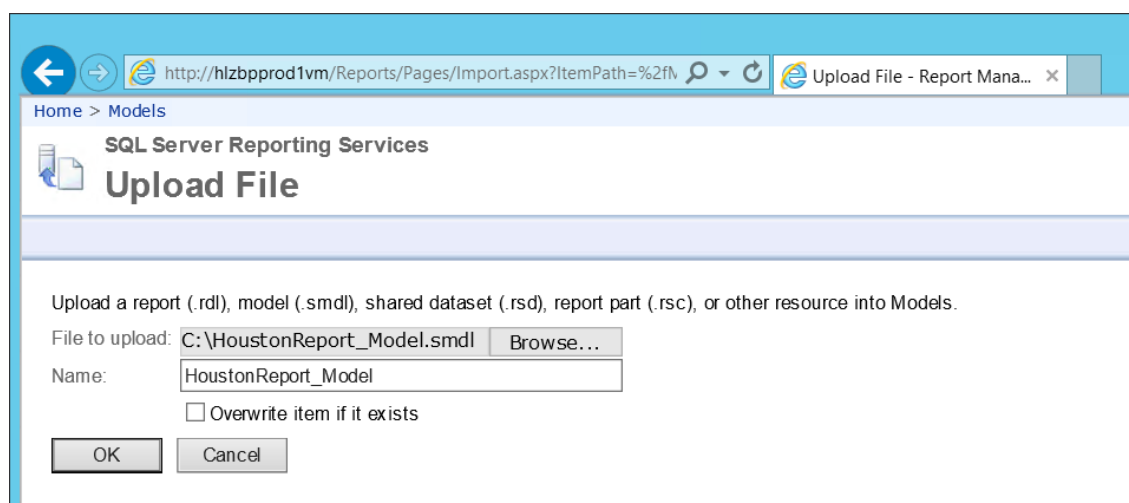 http://hlzbpprod1vm/Reports/Pages/Import.aspx?ItemPath=%2fM
Upload File - Report Mana...
Home > Models
SQL Server Reporting Services
Upload File
Upload a report (.rdl), model (.smdl), shared dataset (.rsd), report part (.rsc), or other resource into Models.
File to upload: C:\HoustonReport_Model.smdl Browse...
Name: HoustonReport_Model
Overwrite item if it exists
OK Cancel